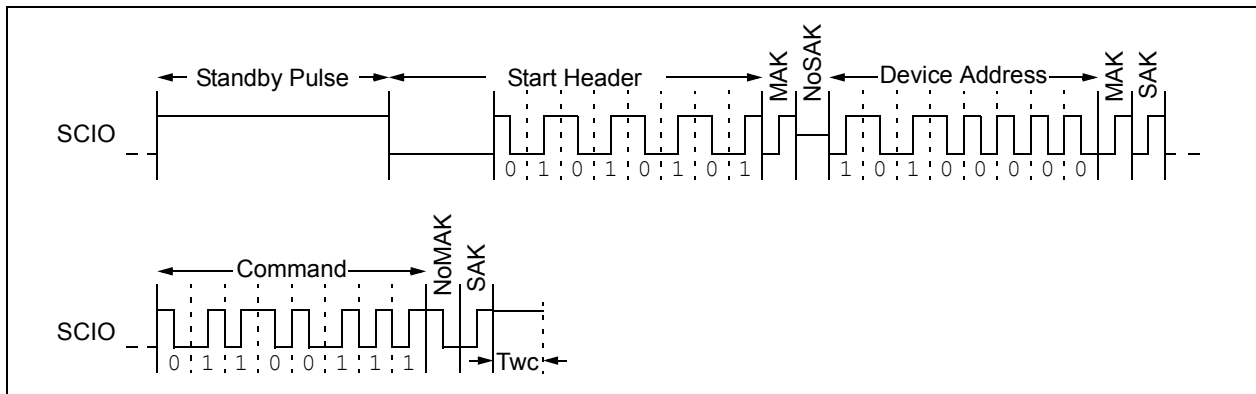 Standby Pulse Start Header MAK NoSAK Device Address MAK SAK
SCIO
0 1 0 1 0 1 0 1 1 0 1 0 0 0 0 0
Command NoMAK SAK
SCIO
0 1 1 0 0 1 1 1 Twc